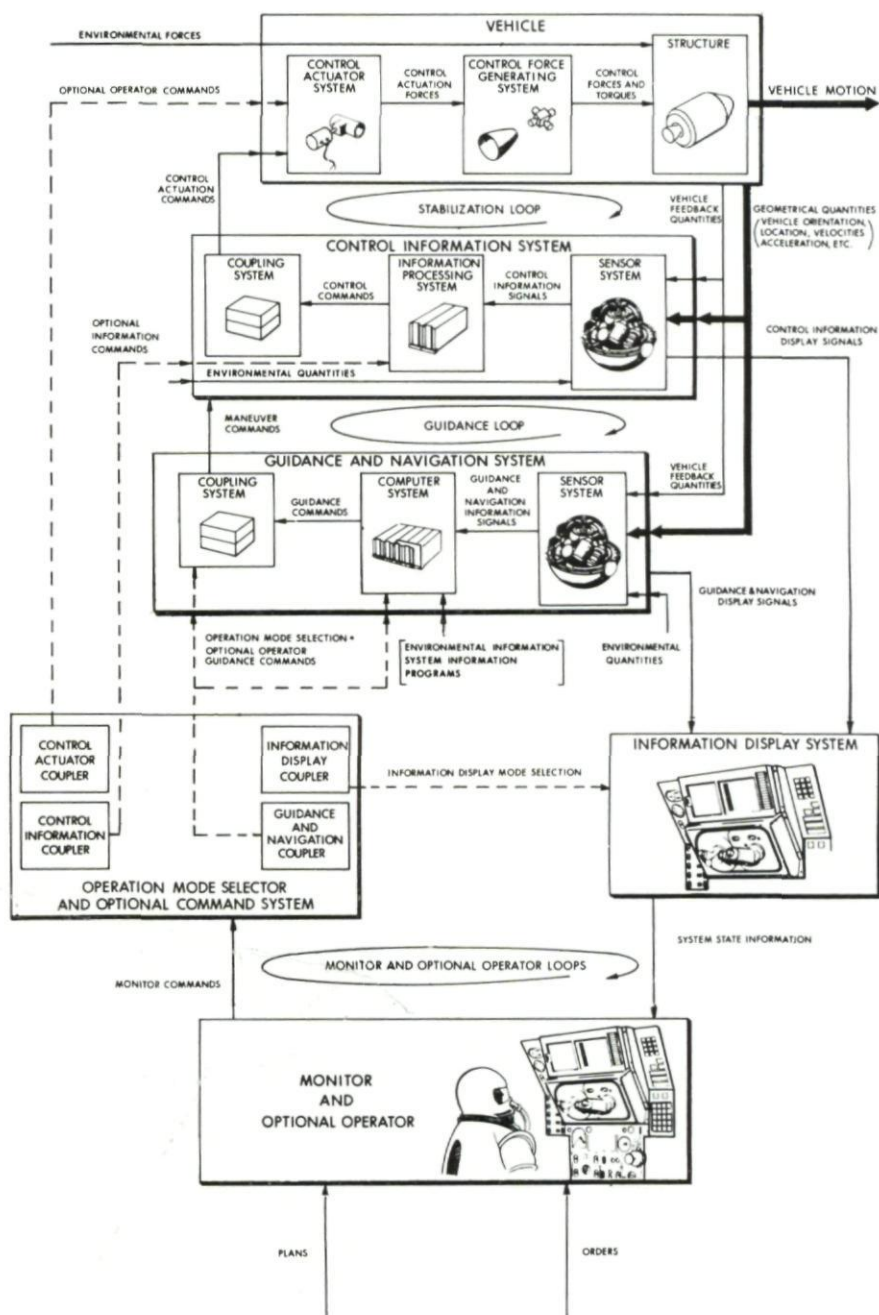 VEHICLE
ENVIRONMENTAL FORCES
STRUCTURE
CONTROL
ACTUATOR
SYSTEM
CONTROL
ACTUATION
FORCES
CONTROL FORCE
GENERATING
SYSTEM
CONTROL
FORCES AND
TORQUES
OPTIONAL OPERATOR COMMANDS
VEHICLE MOTION
CONTROL
ACTUATION
COMMANDS
STABILIZATION LOOP
VEHICLE
FEEDBACK
QUANTITIES
GEOMETRICAL QUANTITIES
(VEHICLE ORIENTATION,
LOCATION, VELOCITIES
ACCELERATION, ETC.)
CONTROL INFORMATION SYSTEM
COUPLING
SYSTEM
CONTROL
COMMANDS
INFORMATION
PROCESSING
SYSTEM
CONTROL
INFORMATION
SIGNALS
SENSOR
SYSTEM
OPTIONAL
INFORMATION
COMMANDS
CONTROL INFORMATION
DISPLAY SIGNALS
ENVIRONMENTAL QUANTITIES
MANEUVER
COMMANDS
GUIDANCE LOOP
GUIDANCE AND NAVIGATION SYSTEM
COUPLING
SYSTEM
GUIDANCE
COMMANDS
COMPUTER
SYSTEM
GUIDANCE
AND
NAVIGATION
INFORMATION
SIGNALS
SENSOR
SYSTEM
VEHICLE
FEEDBACK
QUANTITIES
GUIDANCE & NAVIGATION
DISPLAY SIGNALS
OPERATION MODE SELECTION +
OPTIONAL OPERATOR
GUIDANCE COMMANDS
[ENVIRONMENTAL INFORMATION
SYSTEM INFORMATION
PROGRAMS]
ENVIRONMENTAL
QUANTITIES
CONTROL
ACTUATOR
COUPLER
INFORMATION
DISPLAY
COUPLER
CONTROL
INFORMATION
COUPLER
GUIDANCE
AND
NAVIGATION
COUPLER
OPERATION MODE SELECTOR
AND OPTIONAL COMMAND SYSTEM
INFORMATION DISPLAY MODE SELECTION
INFORMATION DISPLAY SYSTEM
SYSTEM STATE INFORMATION
MONITOR AND OPTIONAL OPERATOR LOOPS
MONITOR COMMANDS
MONITOR
AND
OPTIONAL OPERATOR
PLANS
ORDERS